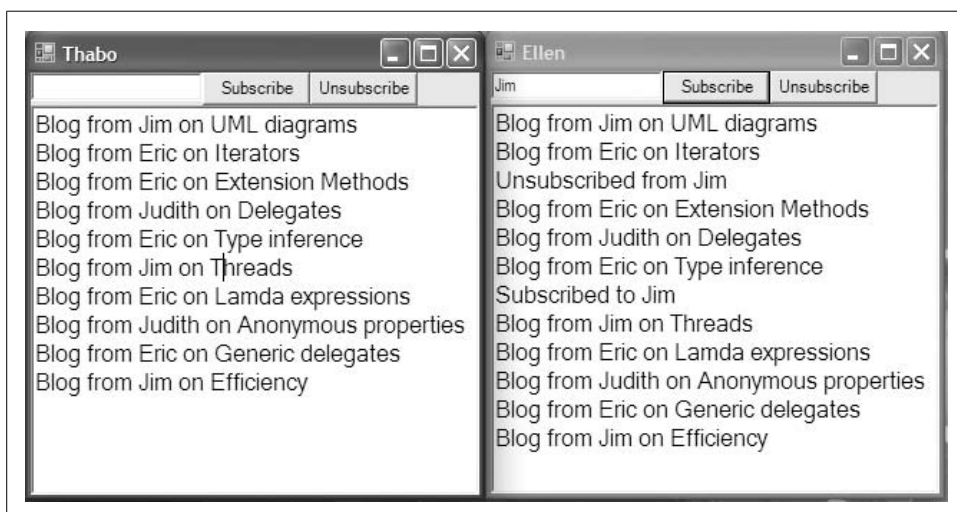 Thabo
Subscribe Unsubscribe
Blog from Jim on UML diagrams
Blog from Eric on Iterators
Blog from Eric on Extension Methods
Blog from Judith on Delegates
Blog from Eric on Type inference
Blog from Jim on Threads
Blog from Eric on Lamda expressions
Blog from Judith on Anonymous properties
Blog from Eric on Generic delegates
Blog from Jim on Efficiency
Ellen
Jim Subscribe Unsubscribe
Blog from Jim on UML diagrams
Blog from Eric on Iterators
Unsubscribed from Jim
Blog from Eric on Extension Methods
Blog from Judith on Delegates
Blog from Eric on Type inference
Subscribed to Jim
Blog from Jim on Threads
Blog from Eric on Lamda expressions
Blog from Judith on Anonymous properties
Blog from Eric on Generic delegates
Blog from Jim on Efficiency